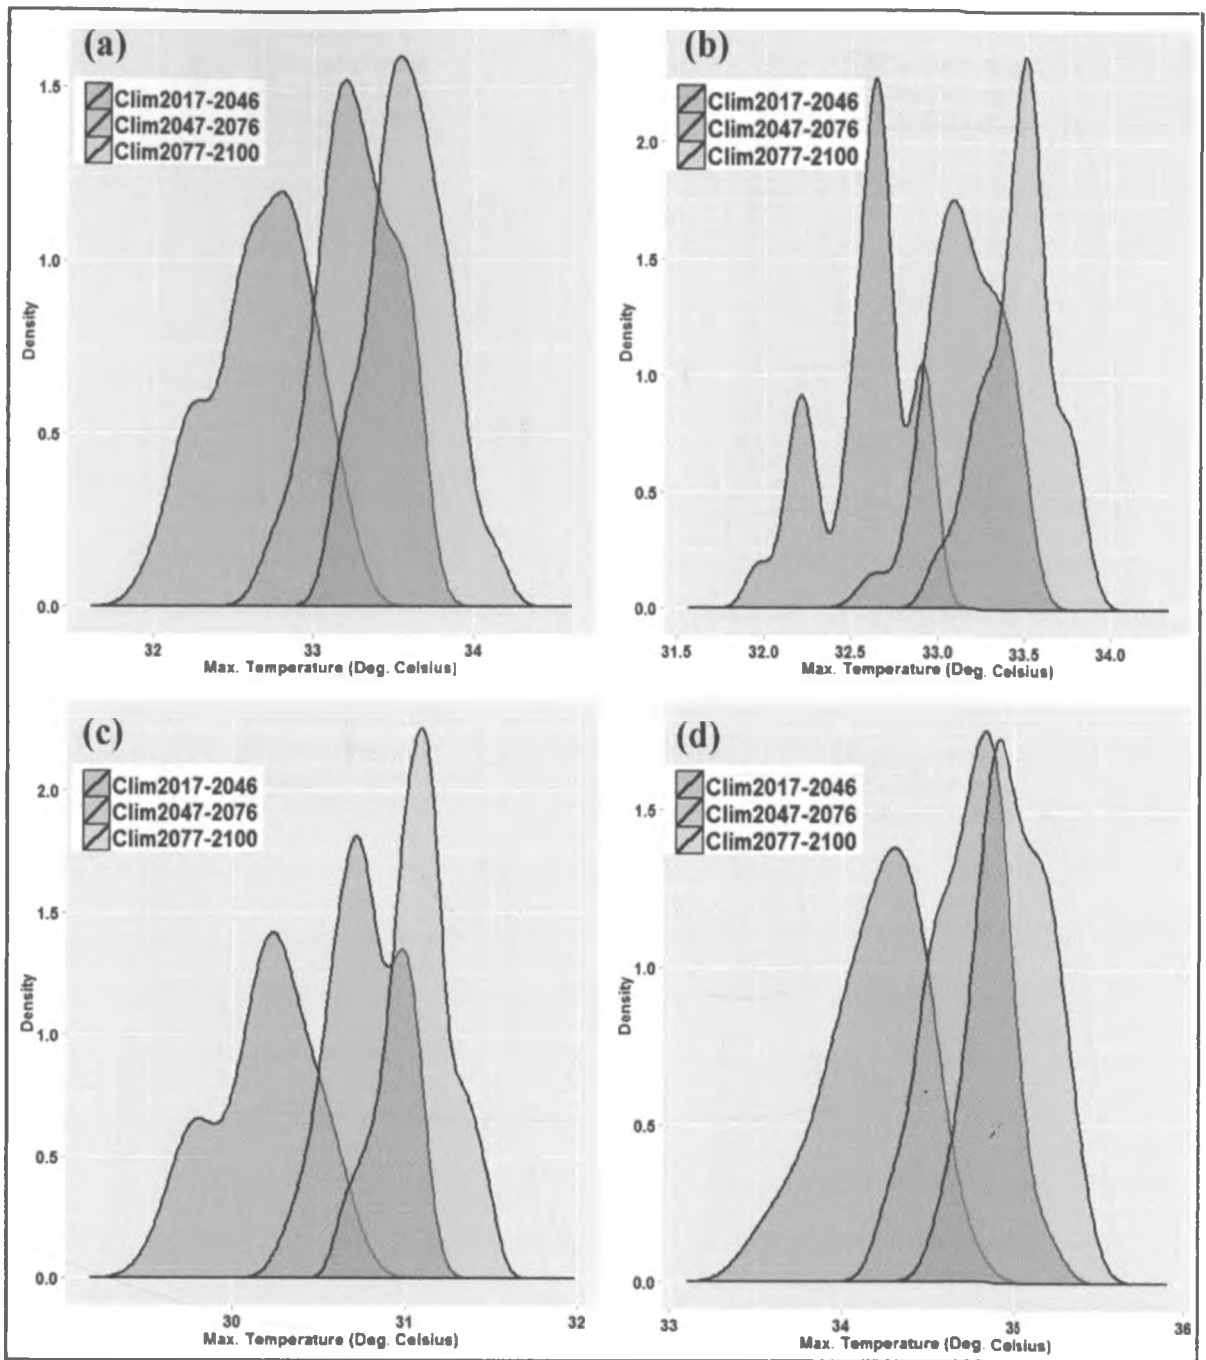 (a)
Clim2017-2046
Clim2047-2076
Clim2077-2100
1.5
1.0
0.5
0.0
Density
32 33 34
Max. Temperature (Deg. Celsius)
(b)
Clim2017-2046
Clim2047-2076
Clim2077-2100
2.0
1.5
1.0
0.5
0.0
Density
31.5 32.0 32.5 33.0 33.5 34.0
Max. Temperature (Deg. Celsius)
(c)
Clim2017-2046
Clim2047-2076
Clim2077-2100
2.0
1.5
1.0
0.5
0.0
Density
30 31 32
Max. Temperature (Deg. Celsius)
(d)
Clim2017-2046
Clim2047-2076
Clim2077-2100
1.5
1.0
0.5
0.0
Density
33 34 35 36
Max. Temperature (Deg. Celsius)